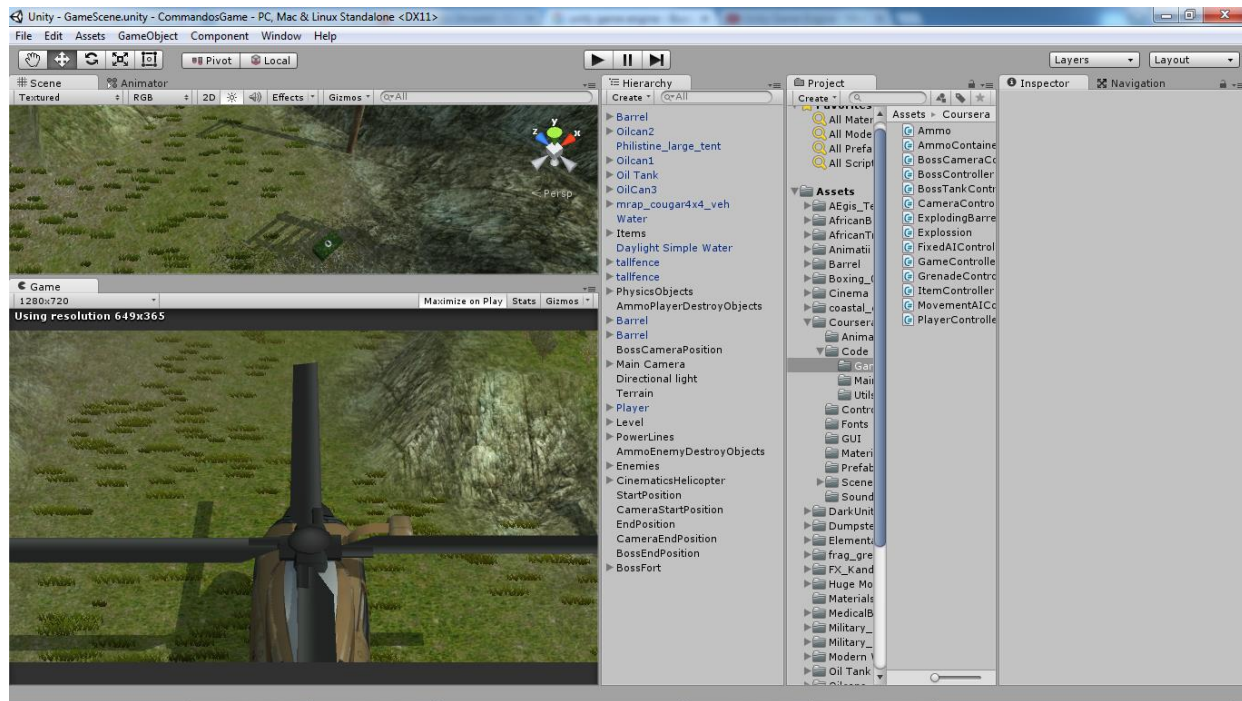 Unity - GameScene.unity - CommandosGame - PC, Mac & Linux Standalone <DX11>
File Edit Assets GameObject Component Window Help
Pivot Local Layers Layout
Scene Animator
Textured RGB 2D Effects Gizmos All
y
z x
Persp
Game
1280x720 Maximize on Play Stats Gizmos
Using resolution 649x365
Hierarchy
Create All
Barrel
Oilcan2
Philistine_large_tent
Oilcan1
Oil Tank
OilCan3
mrap_cougar4x4_veh
Water
Items
Daylight Simple Water
tallfence
tallfence
PhysicsObjects
AmmoPlayerDestroyObjects
Barrel
Barrel
BossCameraPosition
Main Camera
Directional light
Terrain
Player
Level
PowerLines
AmmoEnemyDestroyObjects
Enemies
CinematicsHelicopter
StartPosition
CameraStartPosition
EndPosition
CameraEndPosition
BossEndPosition
BossFort
Project
Create
Favorites
All Mater
All Mode
All Prefa
All Script
Assets
AEgis_Te
AfricanB
AfricanTr
Animatii
Barrel
Boxing_
Cinema
coastal_
Coursera
Anima
Code
Gar
Mair
Utils
Contro
Fonts
GUI
Materi
Prefab
Scene
Sound
DarkUnit
Dumpste
Elementa
frag_gre
FX_Kand
Huge Mo
Materials
MedicalB
Military_
Military_
Modern
Oil Tank
Assets Coursera
Ammo
AmmoContaine
BossCameraCo
BossController
BossTankContr
CameraContro
ExplodingBarre
Explossion
FixedAIControl
GameControlle
GrenadeContro
ItemController
MovementAICo
PlayerControlle
Inspector Navigation